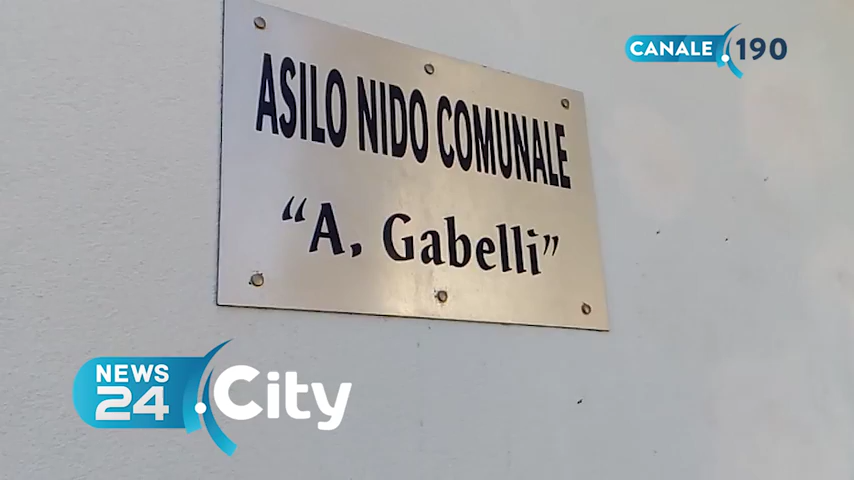 CANALE 190
ASILO NIDO COMUNALE
“A. Gabelli”
NEWS
24 .City